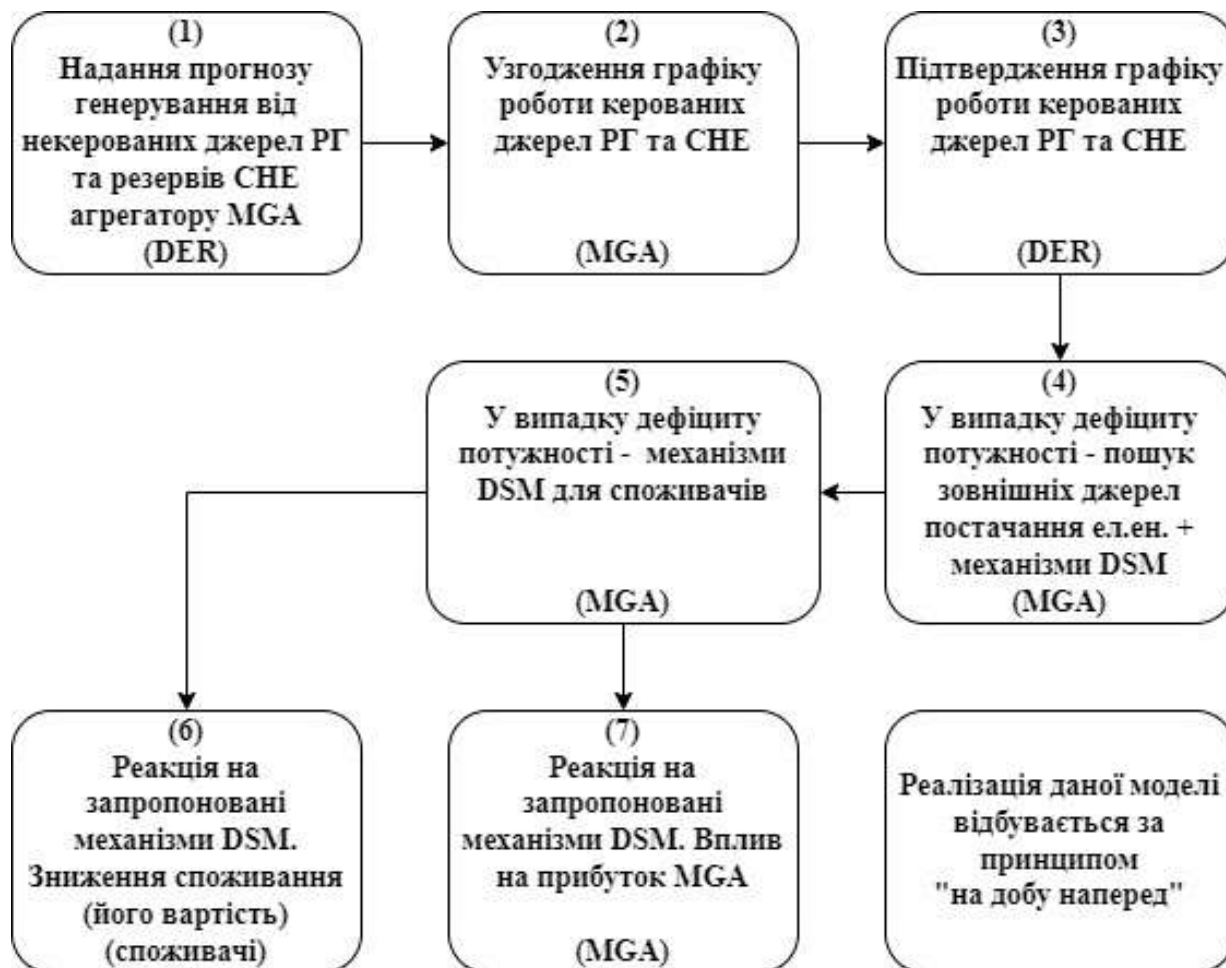 (1)
Надання прогнозу
генерування від
некерованих джерел РГ
та резервів СНЕ
агрегатору MGA
(DER)
(2)
Узгодження графіку
роботи керованих
джерел РГ та СНЕ
(MGA)
(3)
Підтвердження графіку
роботи керованих
джерел РГ та СНЕ
(DER)
(4)
У випадку дефіциту
потужності - пошук
зовнішніх джерел
постачання ел.ен. +
механізми DSM
(MGA)
(5)
У випадку дефіциту
потужності - механізми
DSM для споживачів
(MGA)
(6)
Реакція на
запропоновані
механізми DSM.
Зниження споживання
(його вартість)
(споживачі)
(7)
Реакція на
запропоновані
механізми DSM. Вплив
на прибуток MGA
(MGA)
Реалізація даної моделі
відбувається за
принципом
"на добу наперед"